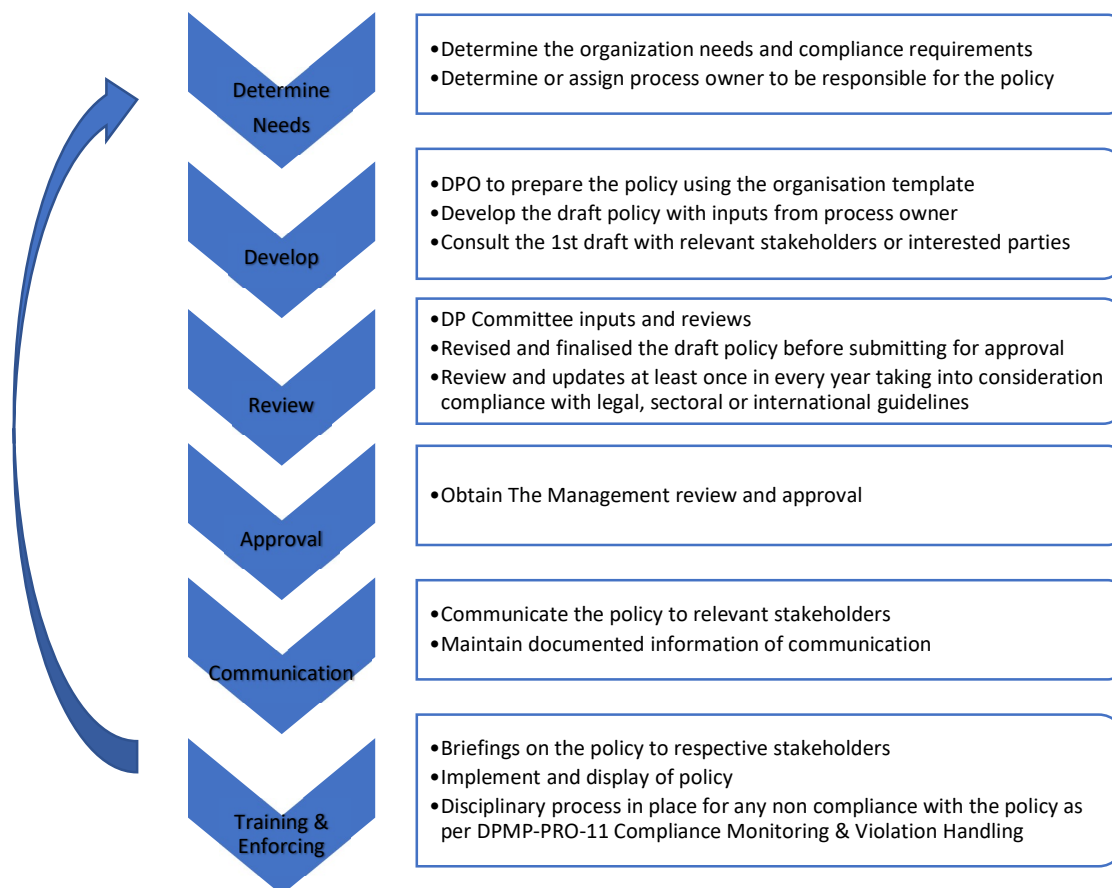 Determine
Needs
•Determine the organization needs and compliance requirements
•Determine or assign process owner to be responsible for the policy
Develop
•DPO to prepare the policy using the organisation template
•Develop the draft policy with inputs from process owner
•Consult the 1st draft with relevant stakeholders or interested parties
Review
•DP Committee inputs and reviews
•Revised and finalised the draft policy before submitting for approval
•Review and updates at least once in every year taking into consideration
compliance with legal, sectoral or international guidelines
Approval
•Obtain The Management review and approval
Communication
•Communicate the policy to relevant stakeholders
•Maintain documented information of communication
Training &
Enforcing
•Briefings on the policy to respective stakeholders
•Implement and display of policy
•Disciplinary process in place for any non compliance with the policy as
per DPMP-PRO-11 Compliance Monitoring & Violation Handling